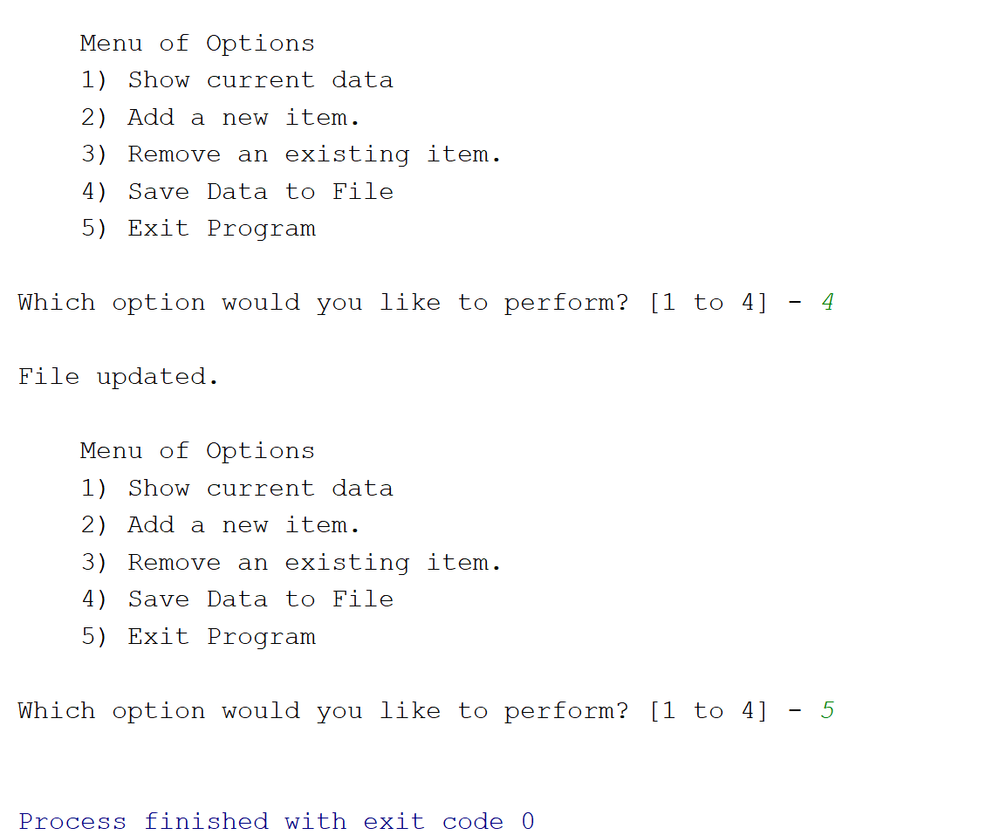 Menu of Options
1) Show current data
2) Add a new item.
3) Remove an existing item.
4) Save Data to File
5) Exit Program
Which option would you like to perform? [1 to 4] - 4
File updated.
Menu of Options
1) Show current data
2) Add a new item.
3) Remove an existing item.
4) Save Data to File
5) Exit Program
Which option would you like to perform? [1 to 4] - 5
Process finished with exit code 0